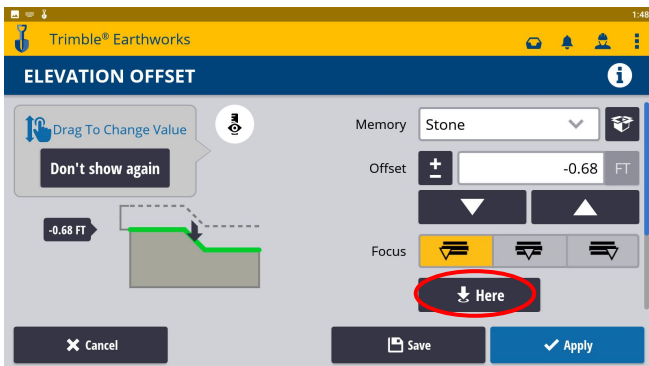 1:48
Trimble® Earthworks
ELEVATION OFFSET
Drag To Change Value
Don't show again
-0.68 FT
Memory Stone
Offset -0.68 FT
Focus
Here
Cancel
Save
Apply